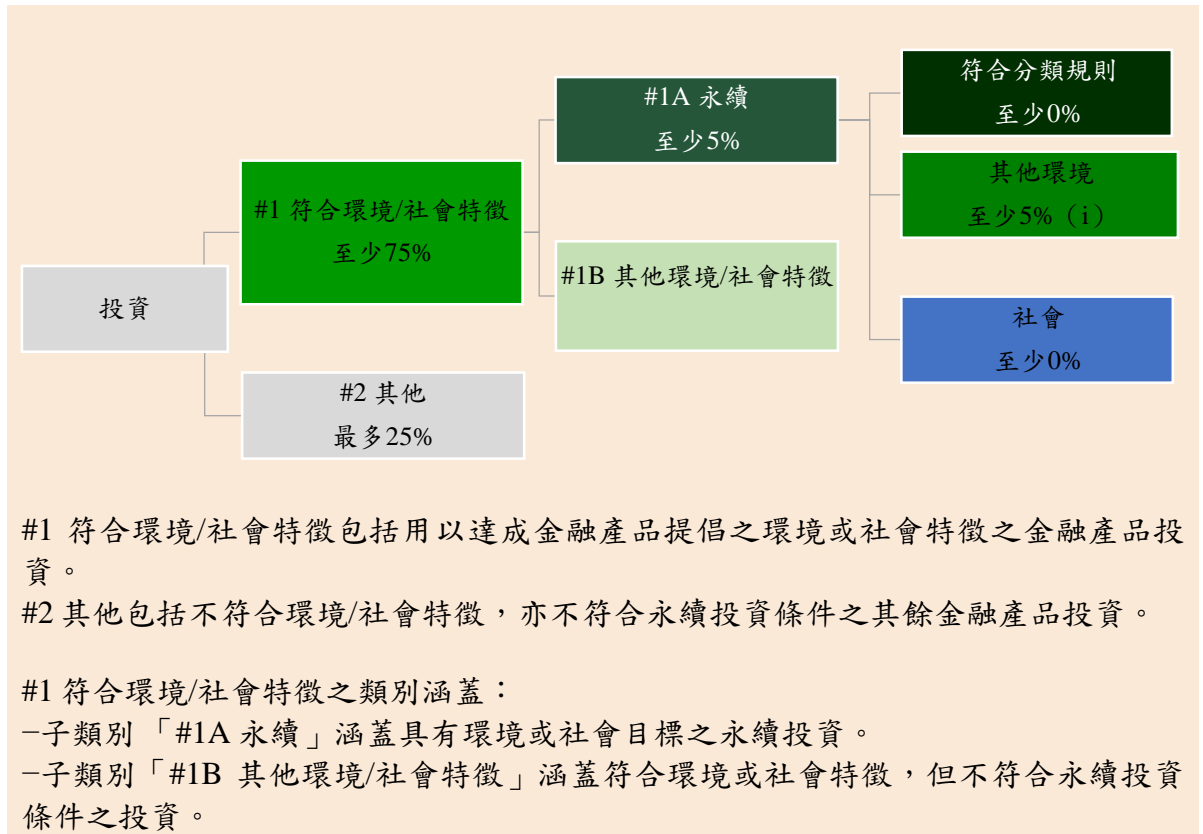 符合分類規則
至少0%
#1A 永續
至少5%
其他環境
至少5%（i）
#1 符合環境/社會特徵
至少75%
#1B 其他環境/社會特徵
投資
社會
至少0%
#2 其他
最多25%
#1 符合環境/社會特徵包括用以達成金融產品提倡之環境或社會特徵之金融產品投
資。
#2 其他包括不符合環境/社會特徵，亦不符合永續投資條件之其餘金融產品投資。
#1 符合環境/社會特徵之類別涵蓋：
–子類別「#1A 永續」涵蓋具有環境或社會目標之永續投資。
–子類別「#1B 其他環境/社會特徵」涵蓋符合環境或社會特徵，但不符合永續投資
條件之投資。